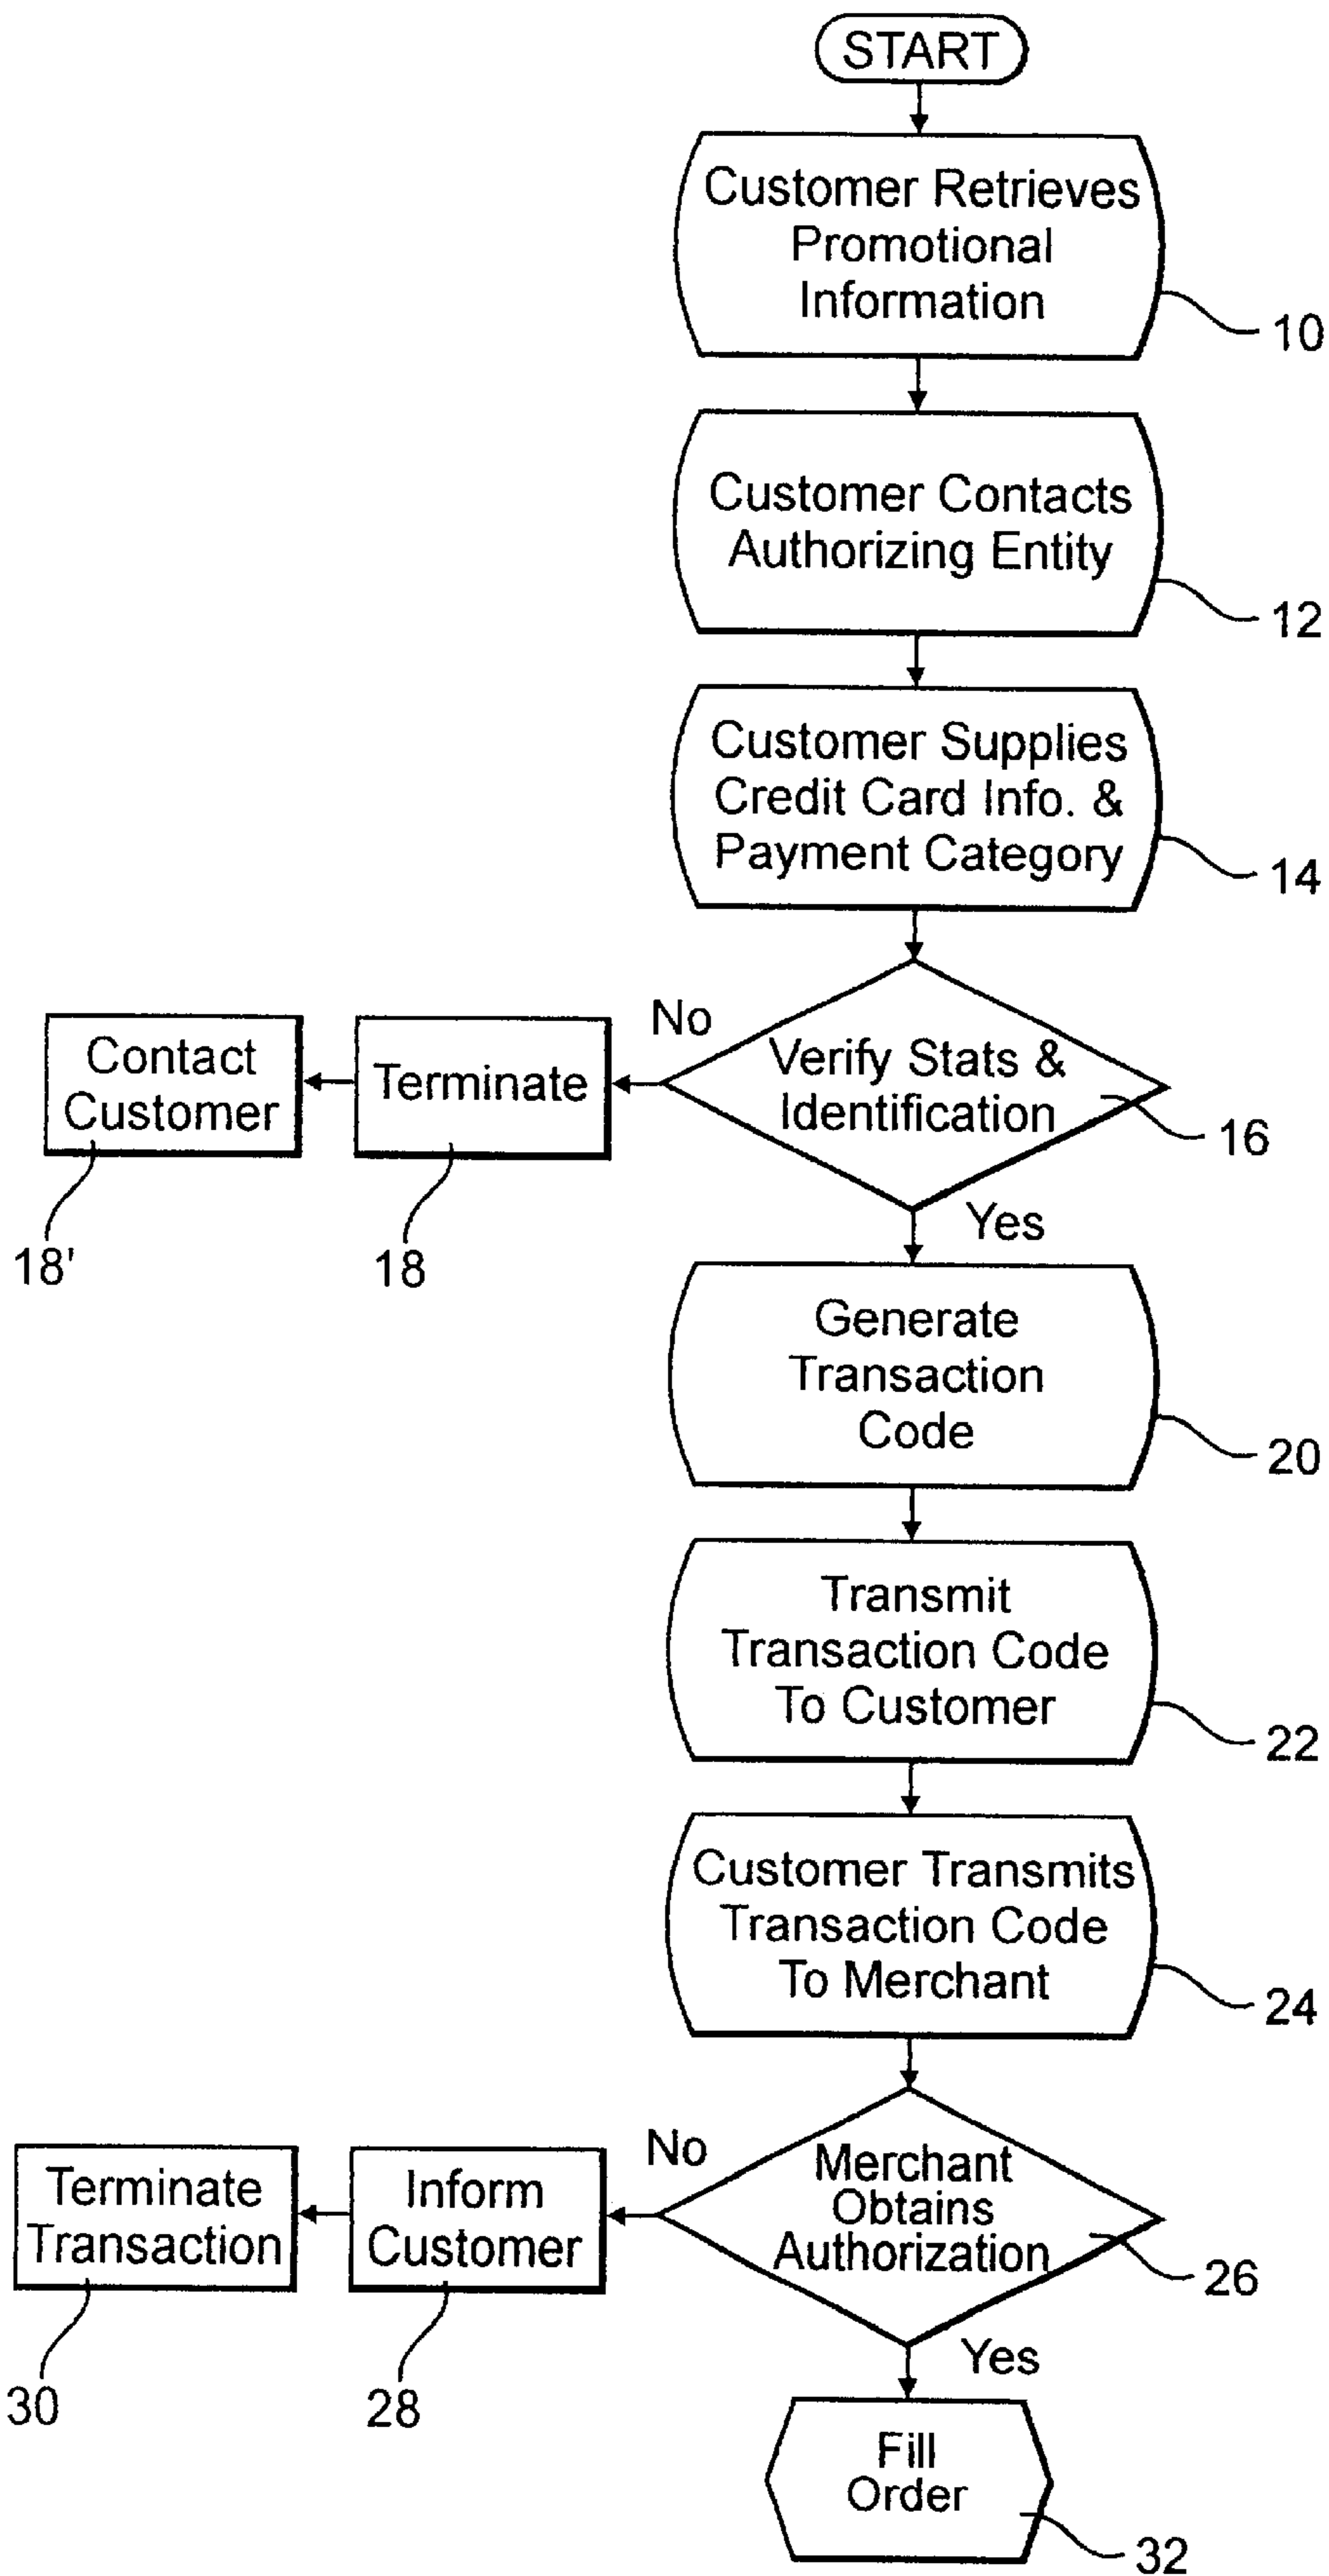 START
Customer Retrieves
Promotional
Information
10
Customer Contacts
Authorizing Entity
12
Customer Supplies
Credit Card Info. &
Payment Category
14
No
Verify Stats &
Identification
16
Terminate
18
Contact
Customer
18'
Yes
Generate
Transaction
Code
20
Transmit
Transaction Code
To Customer
22
Customer Transmits
Transaction Code
To Merchant
24
No
Merchant
Obtains
Authorization
26
Inform
Customer
28
Terminate
Transaction
30
Yes
Fill
Order
32